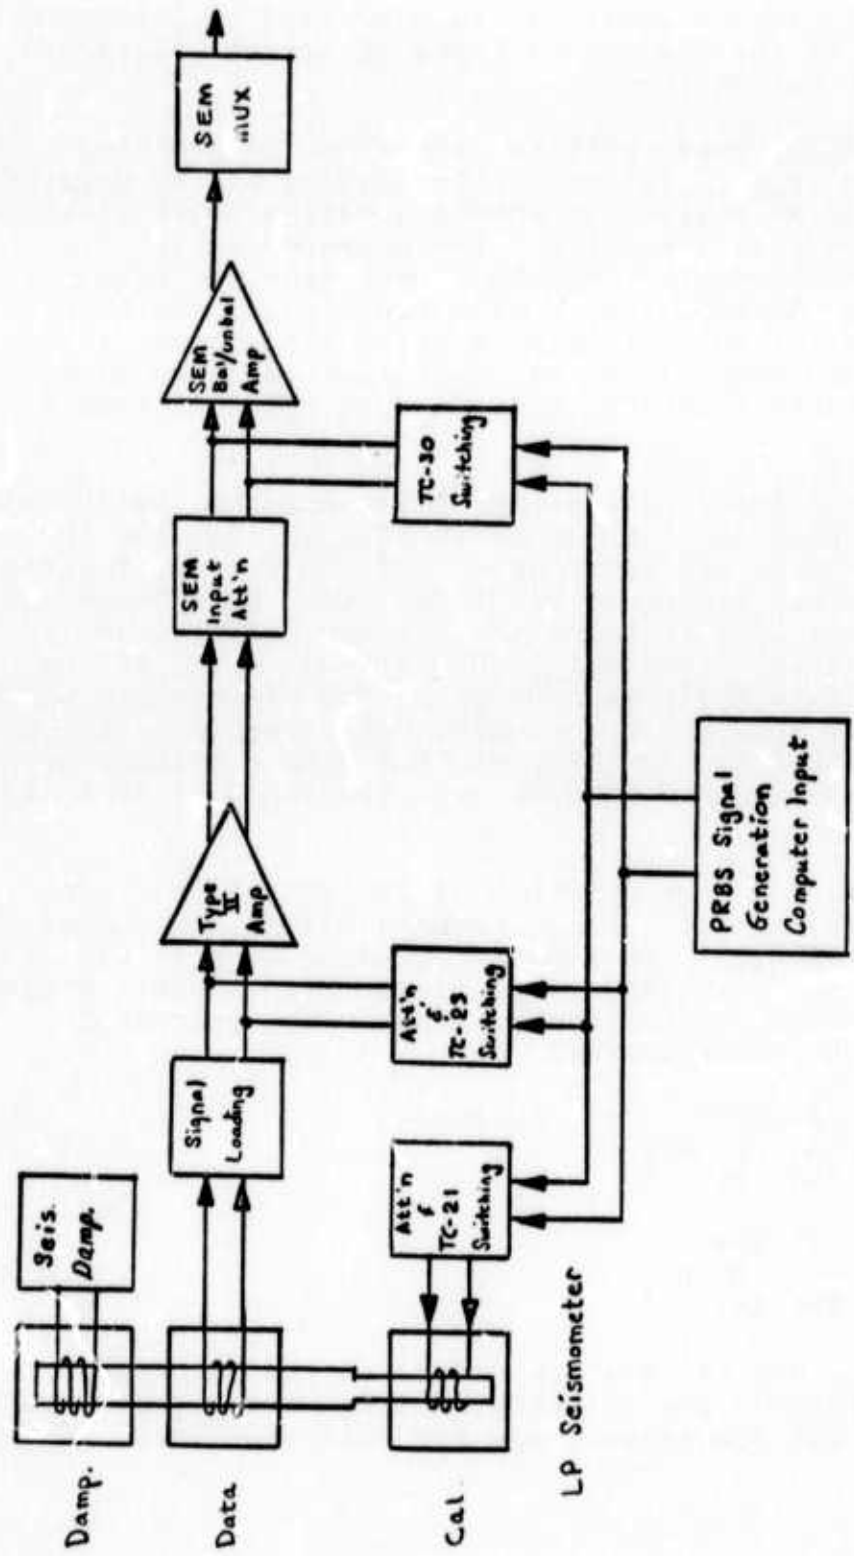 Damp.
Seis.
Damp.
Data
Signal
Loading
Type
II
Amp
SEM
Input
Att'n
SEM
Bal/unbal
Amp
SEM
MUX
Cal.
Att'n
&
TC-21
Switching
Att'n
&
TC-23
Switching
TC-30
Switching
LP Seismometer
PRBS Signal
Generation
Computer Input